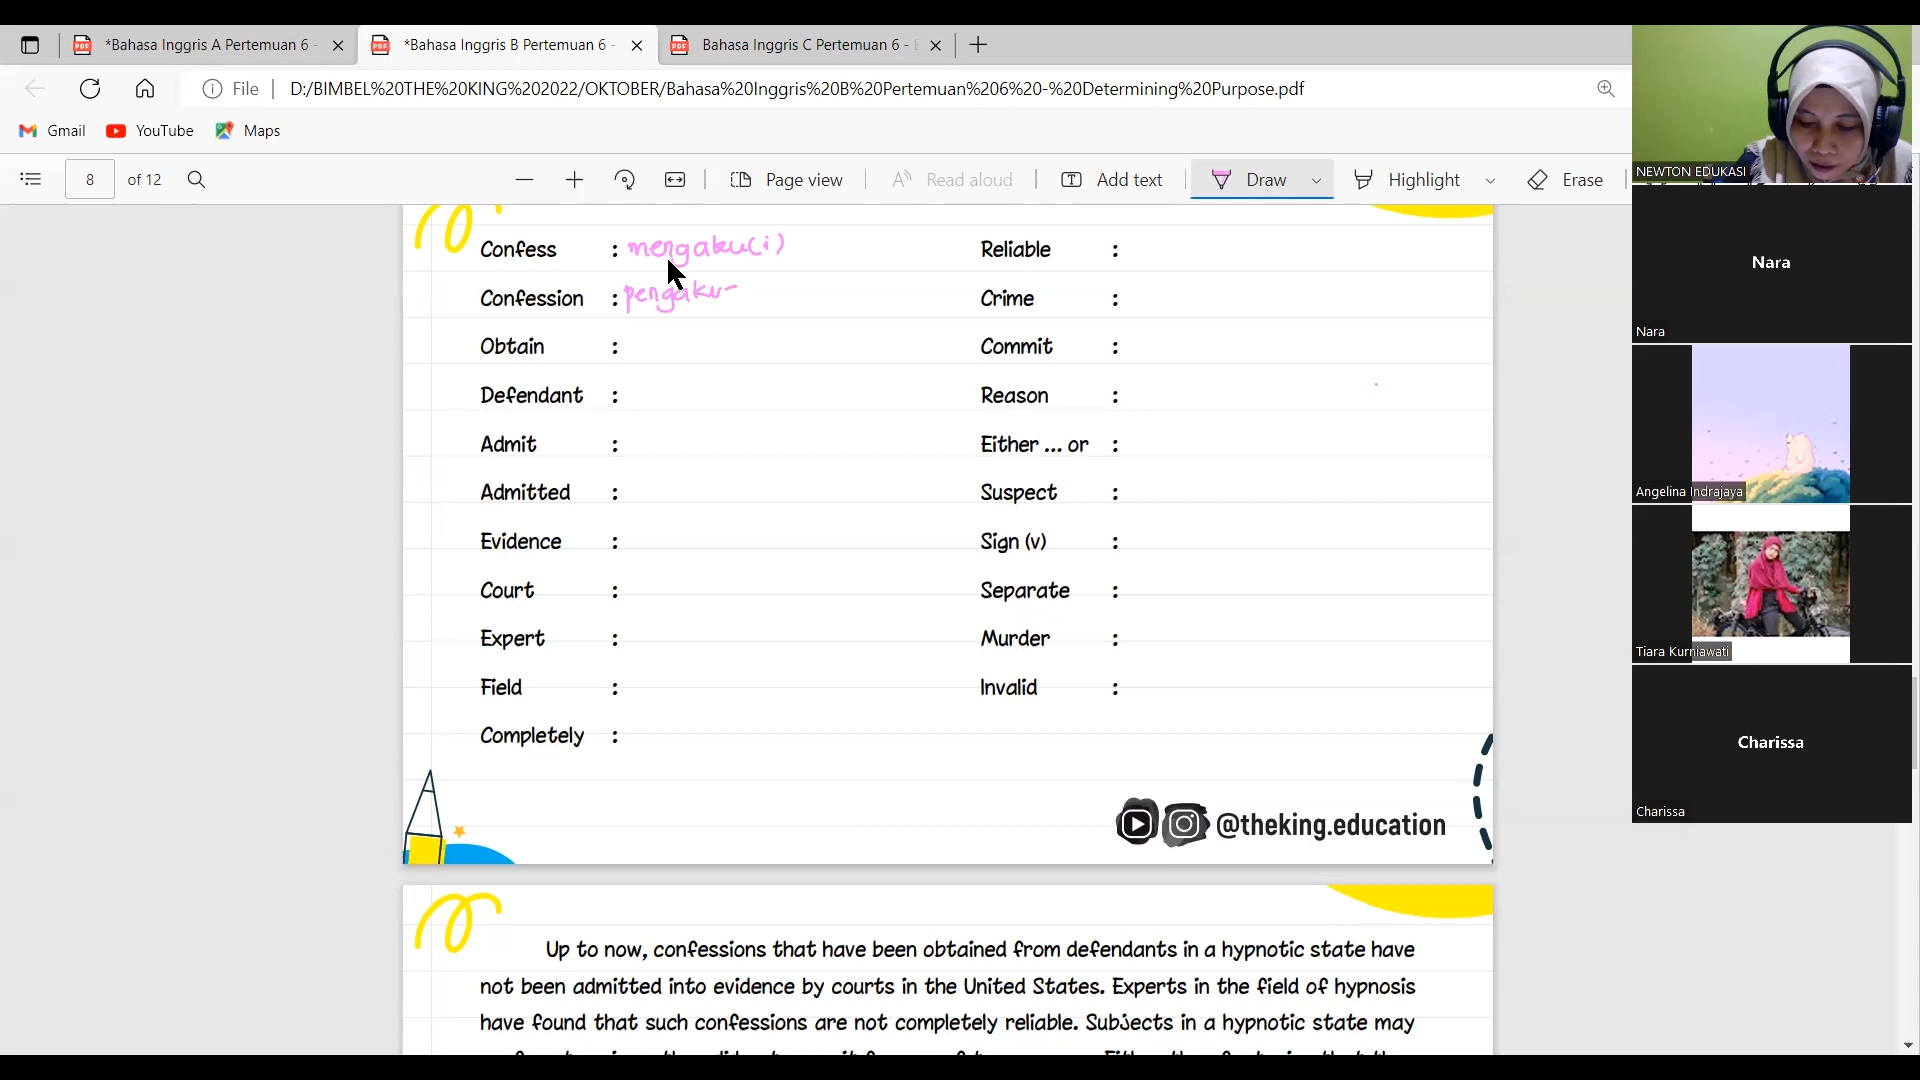 *Bahasa Inggris A Pertemuan 6 -
*Bahasa Inggris B Pertemuan 6 -
Bahasa Inggris C Pertemuan 6 -
File
D:/BIMBEL%20THE%20KING%202022/OKTOBER/Bahasa%20Inggris%20B%20Pertemuan%206%20-%20Determining%20Purpose.pdf
Gmail
YouTube
Maps
8 of 12
Page view
Read aloud
Add text
Draw
Highlight
Erase
Confess : mengaku(i)
Confession : pengaku-
Obtain :
Defendant :
Admit :
Admitted :
Evidence :
Court :
Expert :
Field :
Completely :
Reliable :
Crime :
Commit :
Reason :
Either ... or :
Suspect :
Sign (v) :
Separate :
Murder :
Invalid :
@theking.education
Up to now, confessions that have been obtained from defendants in a hypnotic state have
not been admitted into evidence by courts in the United States. Experts in the field of hypnosis
have found that such confessions are not completely reliable. Subjects in a hypnotic state may
NEWTON EDUKASI
Nara
Nara
Angelina Indrajaya
Tiara Kurniawati
Charissa
Charissa